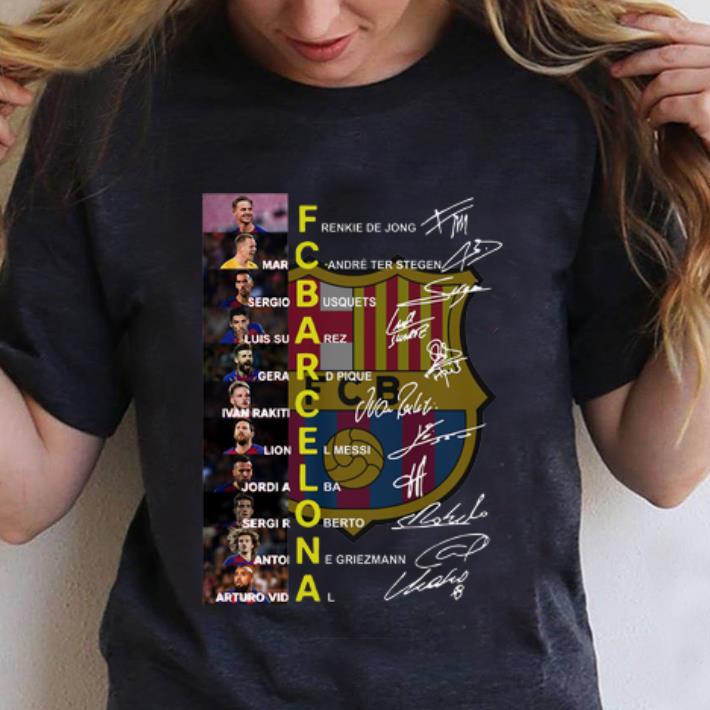 FRENKIE DE JONG
MARC-ANDRÉ TER STEGEN
SERGIO BUSQUETS
LUIS SUAREZ
SUAREZ
GERARD PIQUE
FCB
IVAN RAKITIC
LIONEL MESSI
JORDI ALBA
SERGI ROBERTO
ANTOINE GRIEZMANN
ARTURO VIDAL